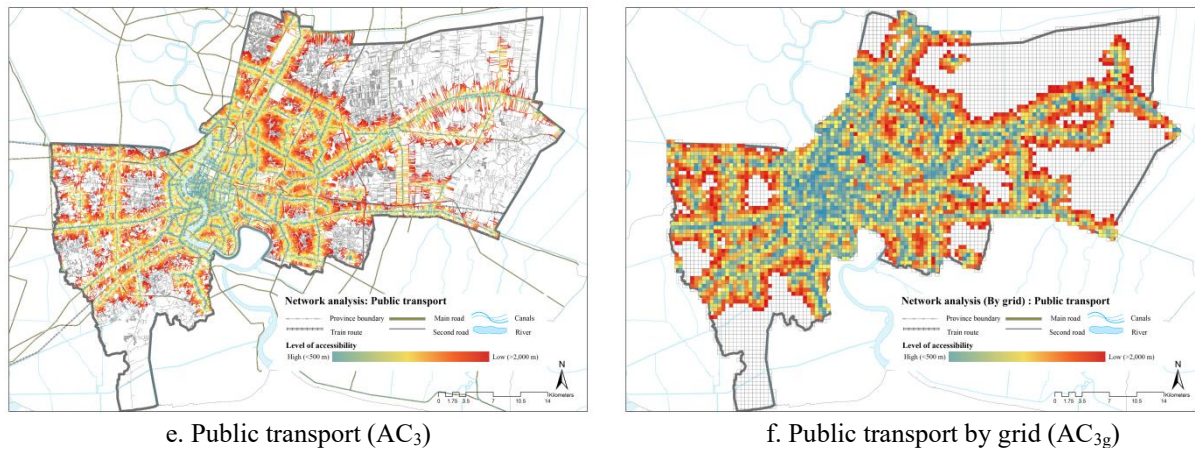 Network analysis: Public transport
Province boundary Main road Canals
Train route Second road River
Level of accessibility
High (<500 m) Low (>2,000 m)
N
0 1.75 3.5 7 10.5 14
Kilometers
e. Public transport (AC₃)
Network analysis (By grid) : Public transport
Province boundary Main road Canals
Train route Second road River
Level of accessibility
High (<500 m) Low (>2,000 m)
N
0 1.75 3.5 7 10.5 14
Kilometers
f. Public transport by grid (AC₃g)